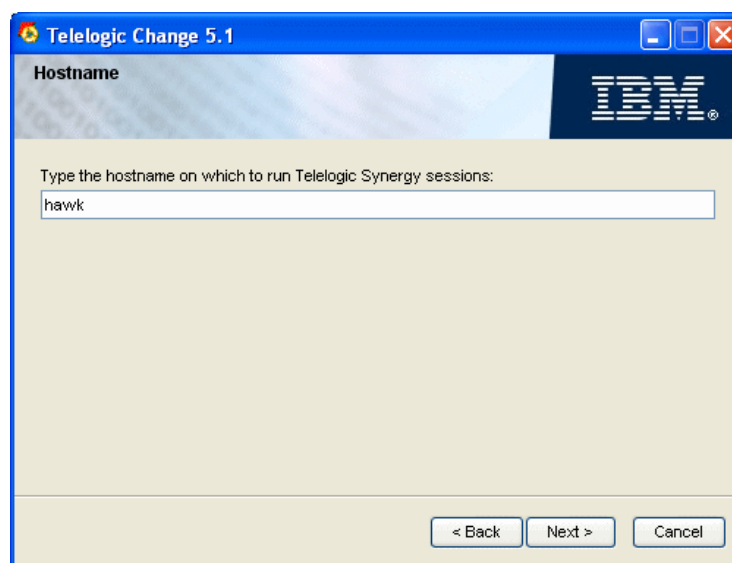 Telelogic Change 5.1
Hostname
IBM®
Type the hostname on which to run Telelogic Synergy sessions:
hawk
< Back Next > Cancel